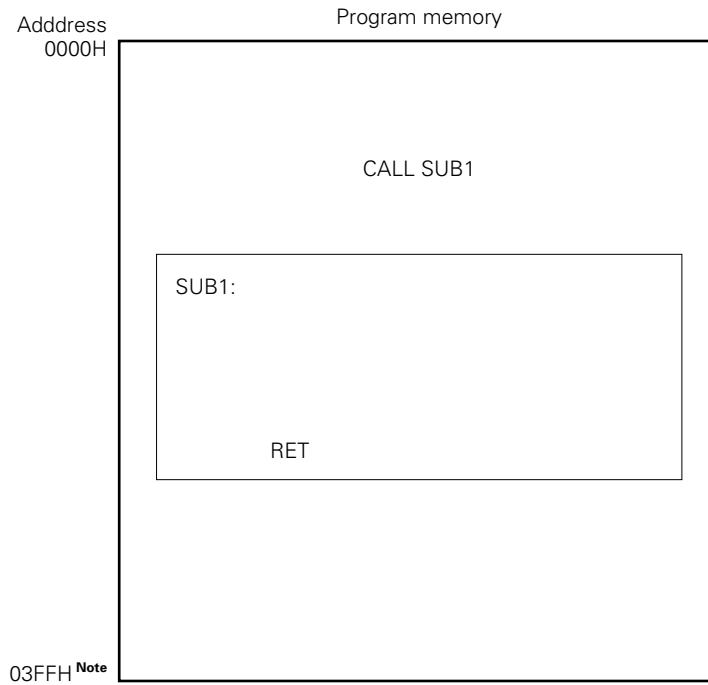 Program memory
Adddress
0000H
CALL SUB1
SUB1:
RET
03FFH Note